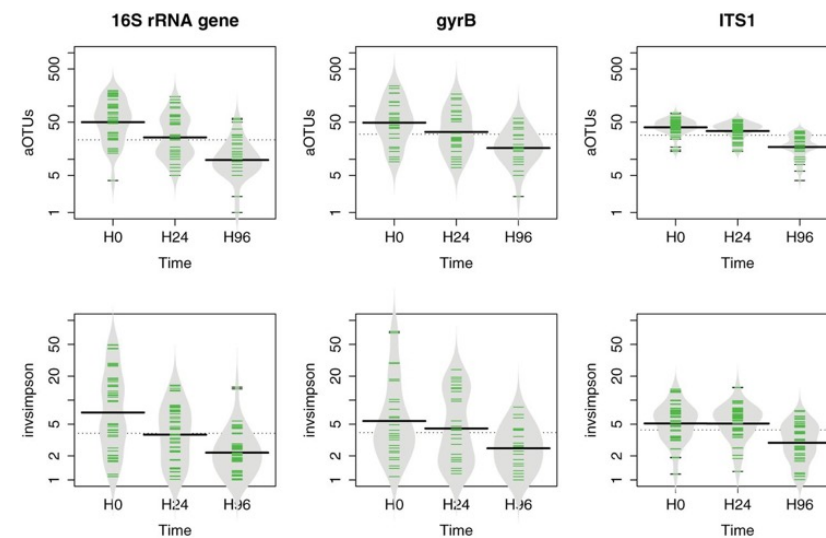 16S rRNA gene
gyrB
ITS1
aOTUs
500
50
5
1
H0 H24 H96
Time
aOTUs
500
50
5
1
H0 H24 H96
Time
aOTUs
500
50
5
1
H0 H24 H96
Time
invsimpson
50
20
5
2
1
H0 H24 H96
Time
invsimpson
50
20
5
2
1
H0 H24 H96
Time
invsimpson
50
20
5
2
1
H0 H24 H96
Time